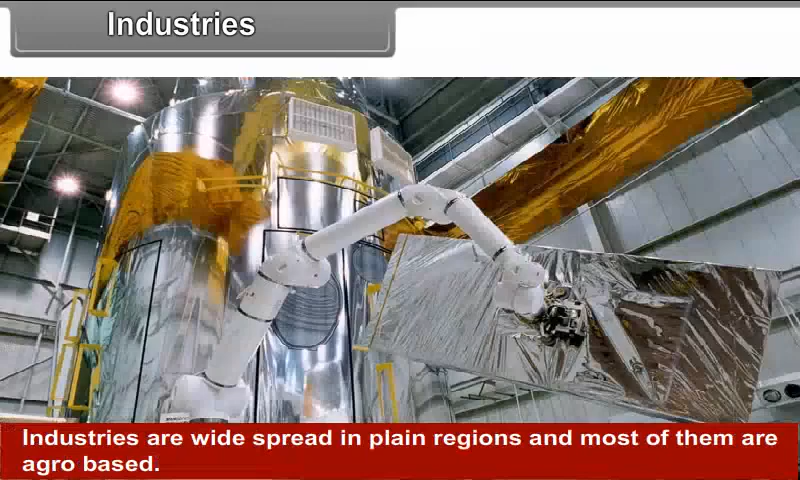 Industries
Industries are wide spread in plain regions and most of them are
agro based.